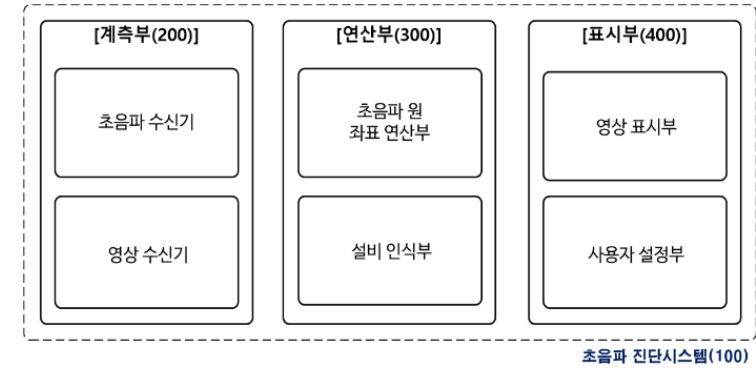 [계측부(200)]
초음파 수신기
영상 수신기
[연산부(300)]
초음파 원
좌표 연산부
설비 인식부
[표시부(400)]
영상 표시부
사용자 설정부
초음파 진단시스템(100)